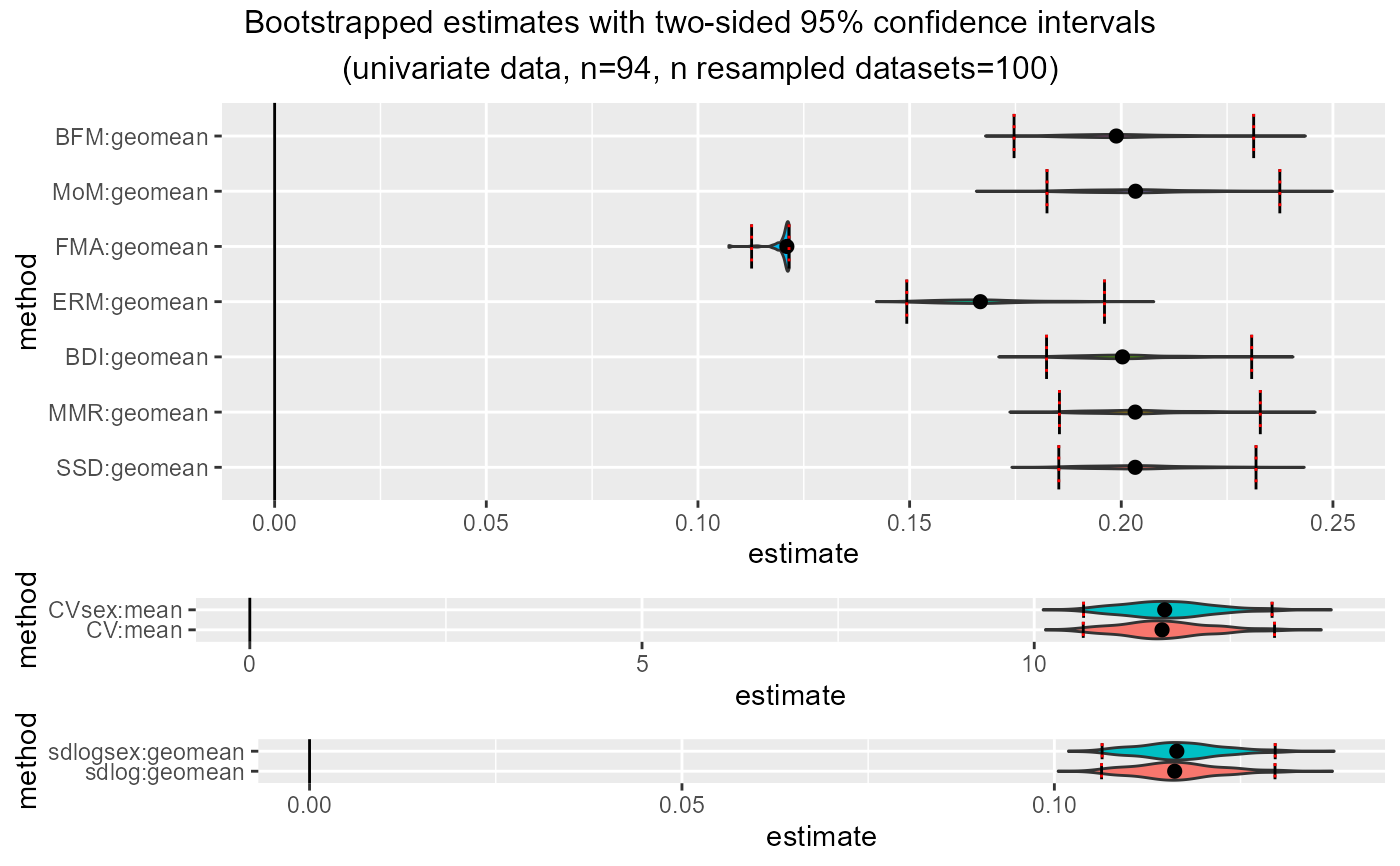 Bootstrapped estimates with two-sided 95% confidence intervals
(univariate data, n=94, n resampled datasets=100)
method
BFM:geomean
MoM:geomean
FMA:geomean
ERM:geomean
BDI:geomean
MMR:geomean
SSD:geomean
0.00 0.05 0.10 0.15 0.20 0.25
estimate
method
CVsex:mean
CV:mean
0 5 10
estimate
method
sdlogsex:geomean
sdlog:geomean
0.00 0.05 0.10
estimate